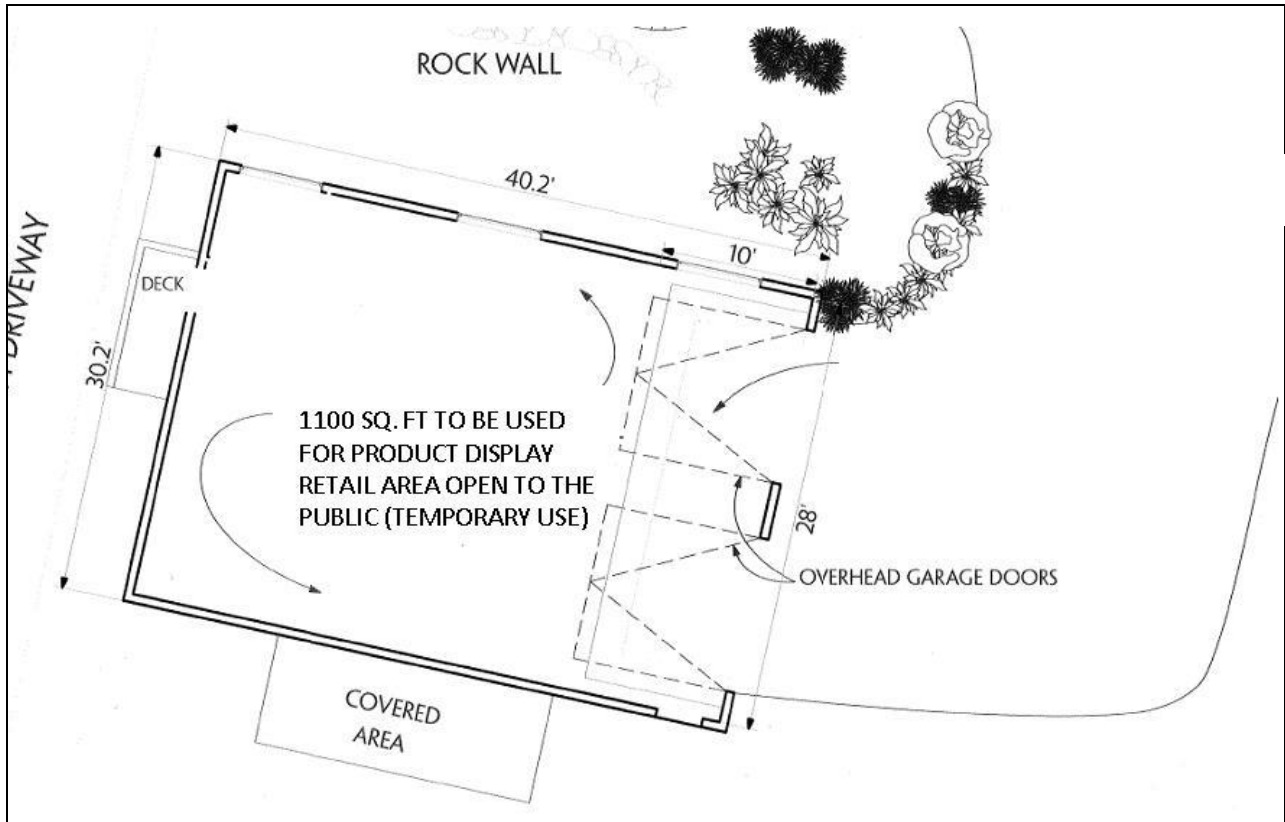 ROCK WALL
40.2'
10'
DRIVEWAY
DECK
30.2'
1100 SQ. FT TO BE USED
FOR PRODUCT DISPLAY
RETAIL AREA OPEN TO THE
PUBLIC (TEMPORARY USE)
28'
OVERHEAD GARAGE DOORS
COVERED
AREA